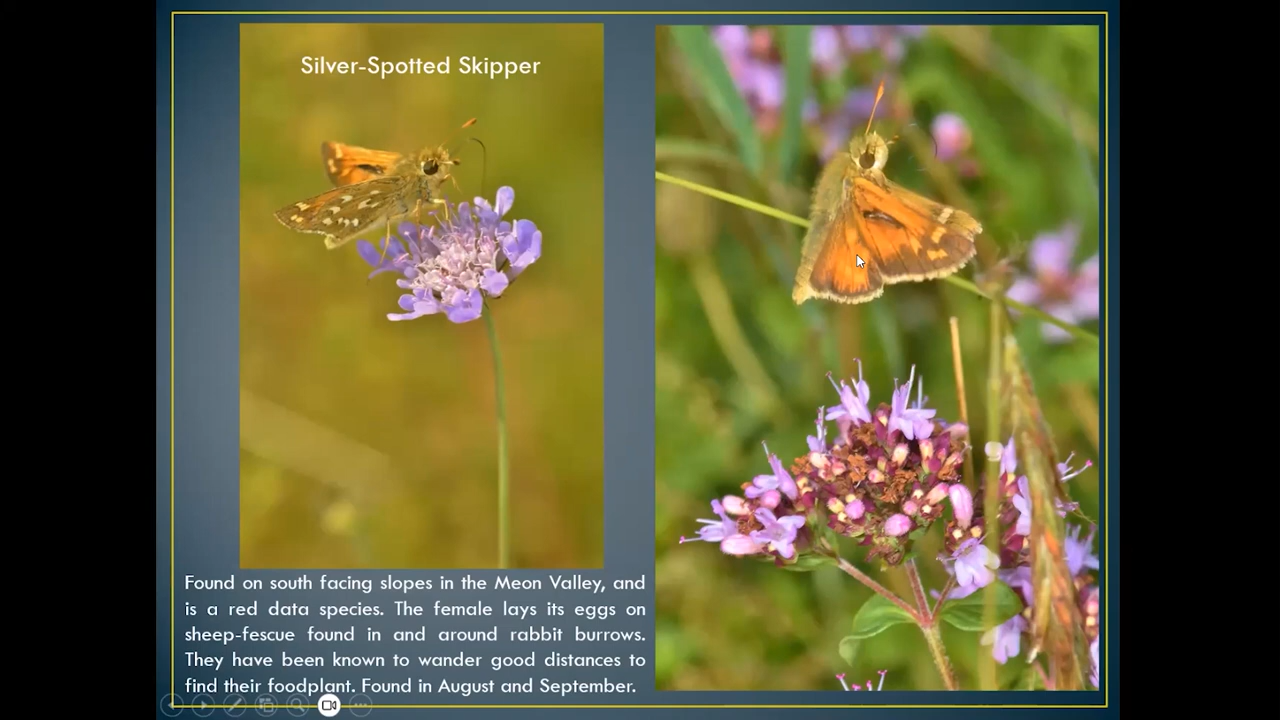 Silver-Spotted Skipper
Found on south facing slopes in the Meon Valley, and
is a red data species. The female lays its eggs on
sheep-fescue found in and around rabbit burrows.
They have been known to wander good distances to
find their foodplant. Found in August and September.